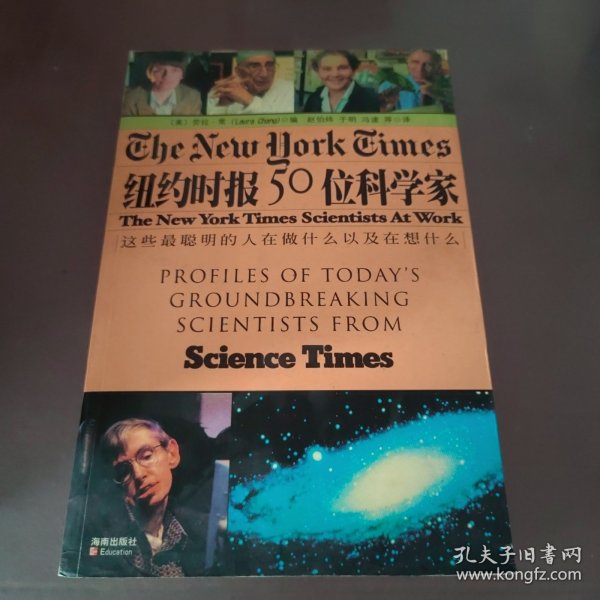 (美)劳拉·常(Laura Chang)◎编 赵伯炜 于明 冯速 等◎译
The New York Times
纽约时报50位科学家
The New York Times Scientists At Work
这些最聪明的人在做什么以及在想什么
PROFILES OF TODAY'S
GROUNDBREAKING
SCIENTISTS FROM
Science Times
海南出版社
Education
孔夫子旧书网
www.kongfz.com